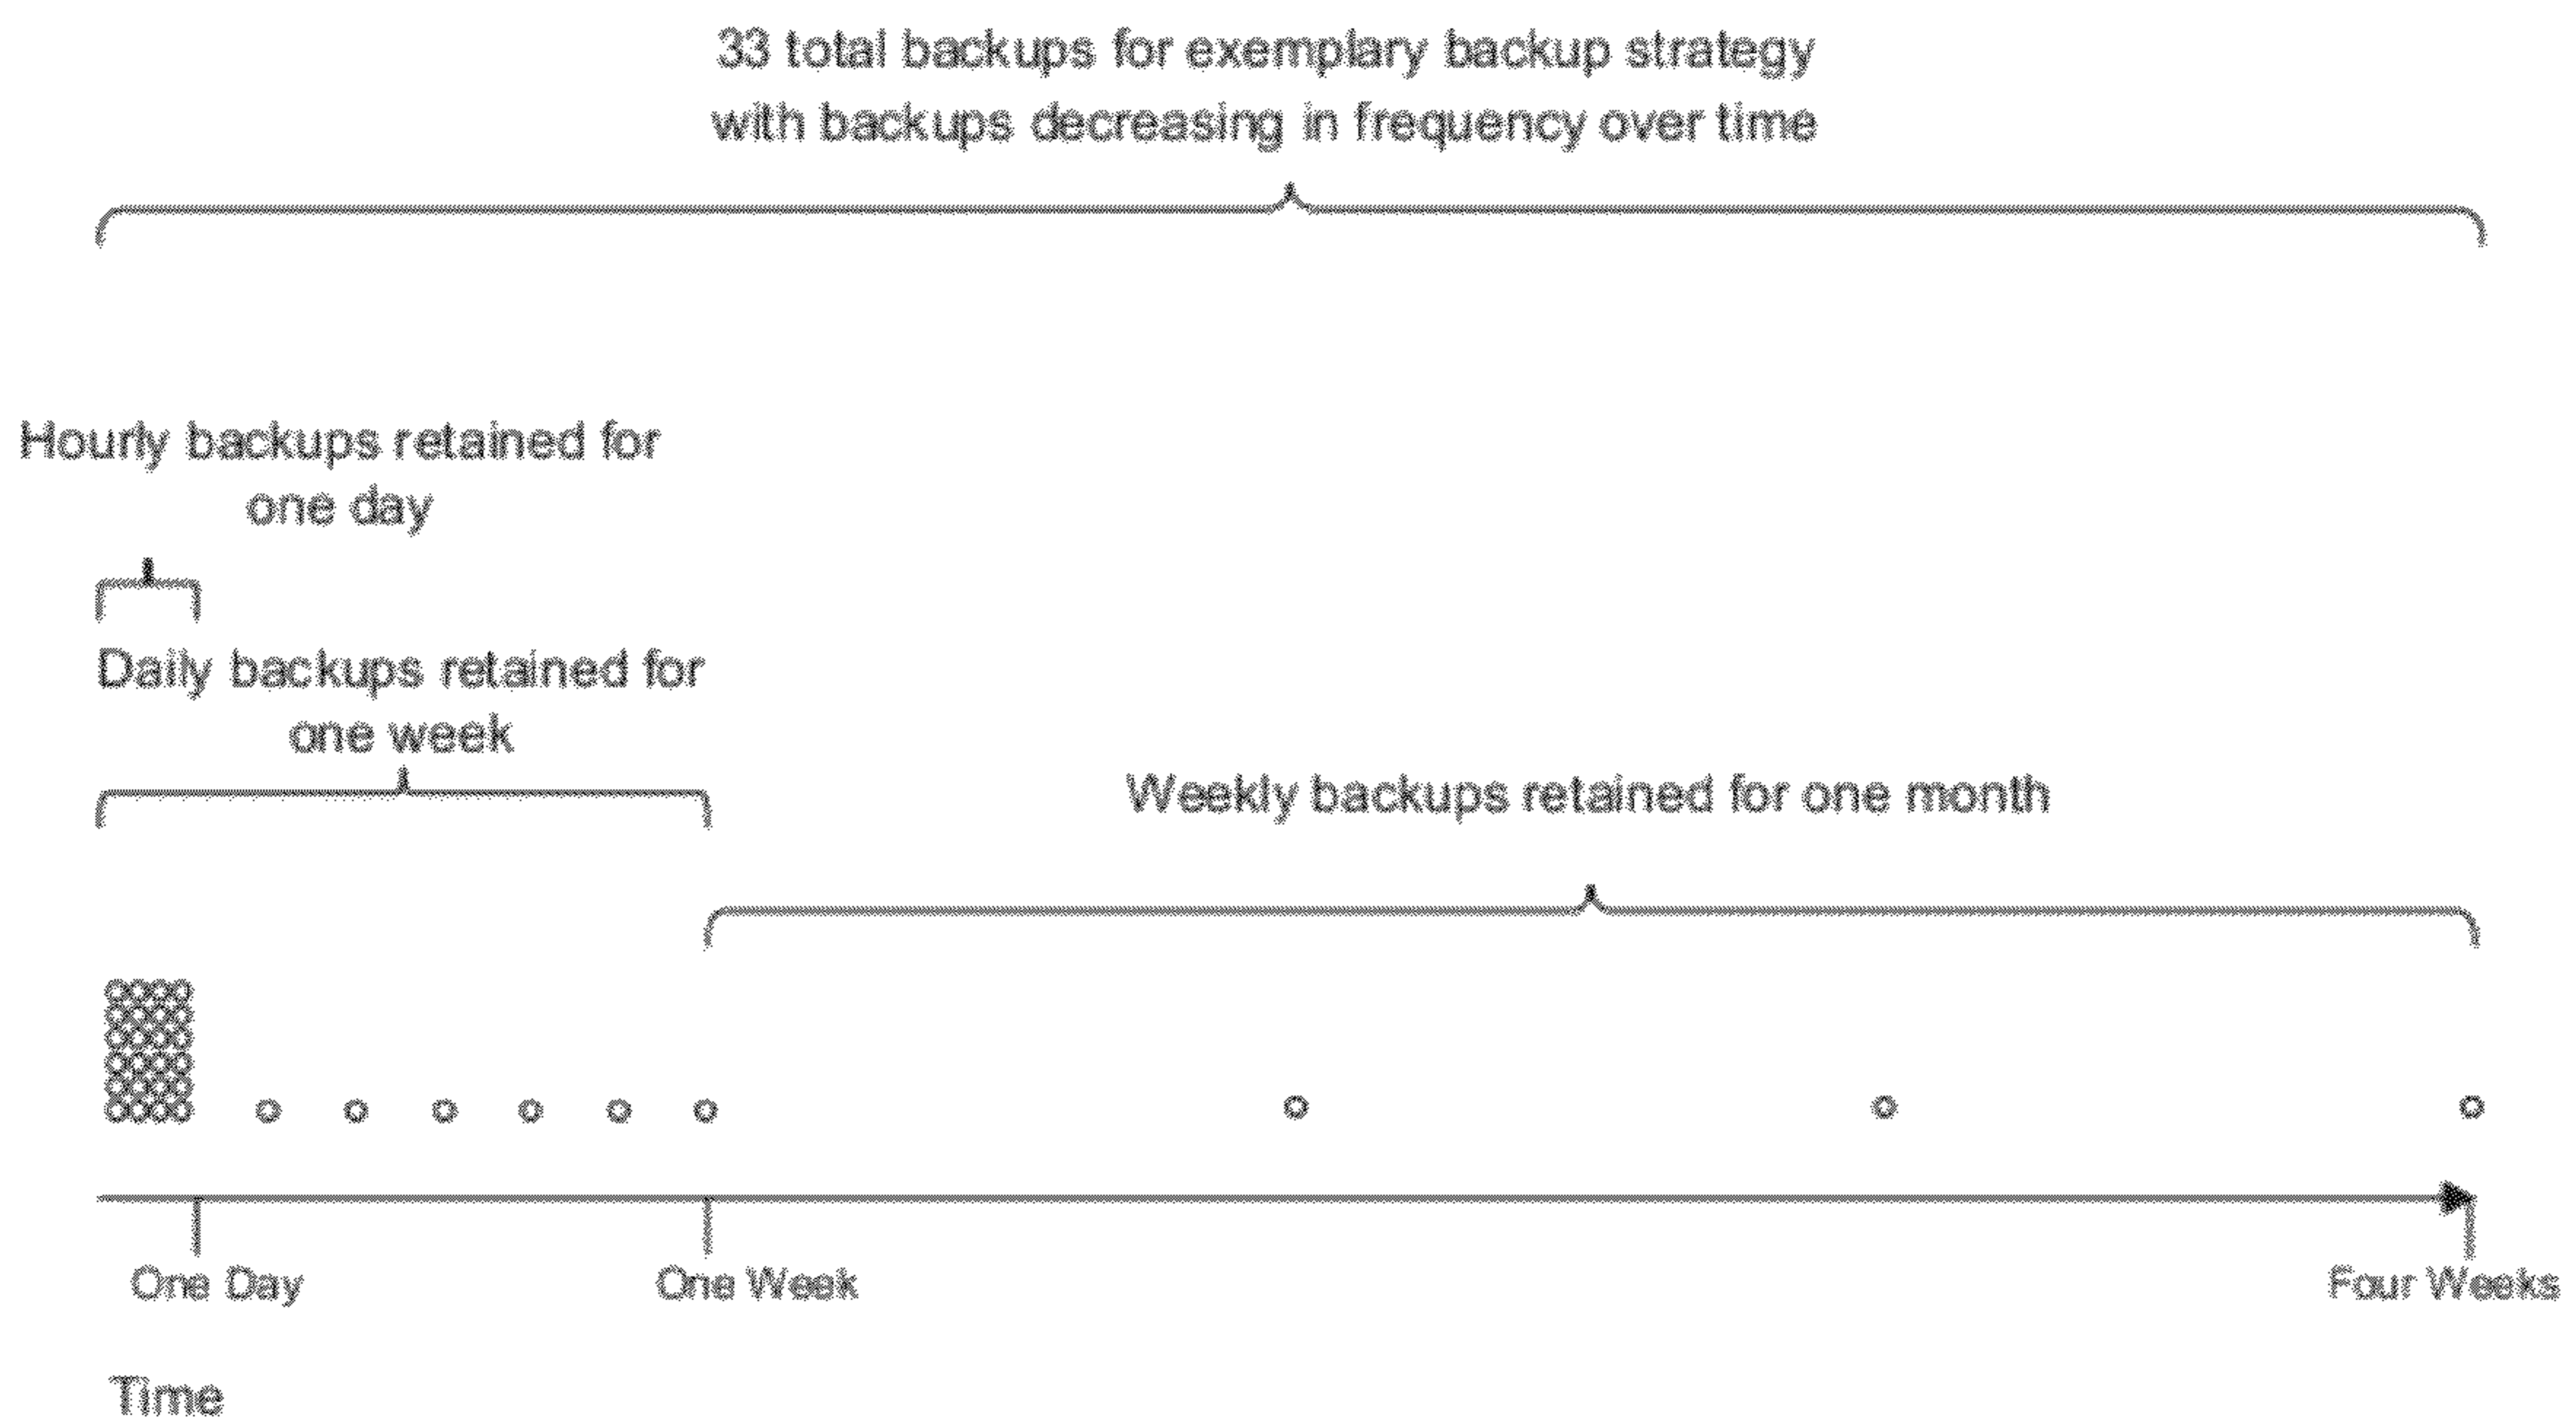 33 total backups for exemplary backup strategy
with backups decreasing in frequency over time
Hourly backups retained for
one day
Daily backups retained for
one week
Weekly backups retained for one month
One Day
One Week
Four Weeks
Time